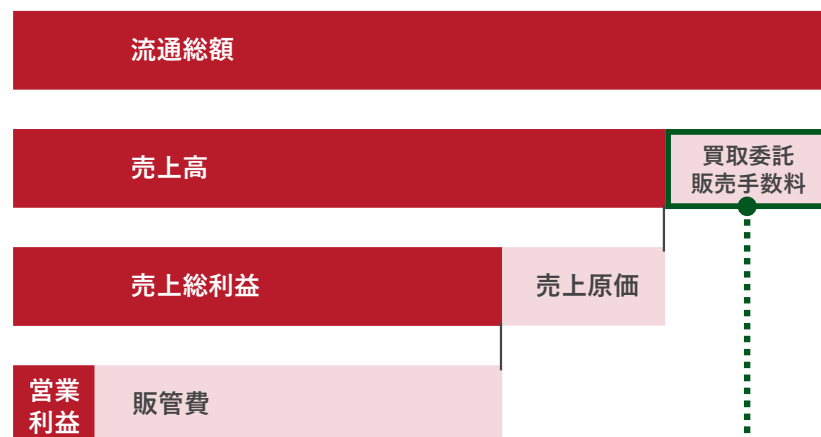 流通総額
売上高
買取委託
販売手数料
売上総利益
売上原価
営業
利益
販管費